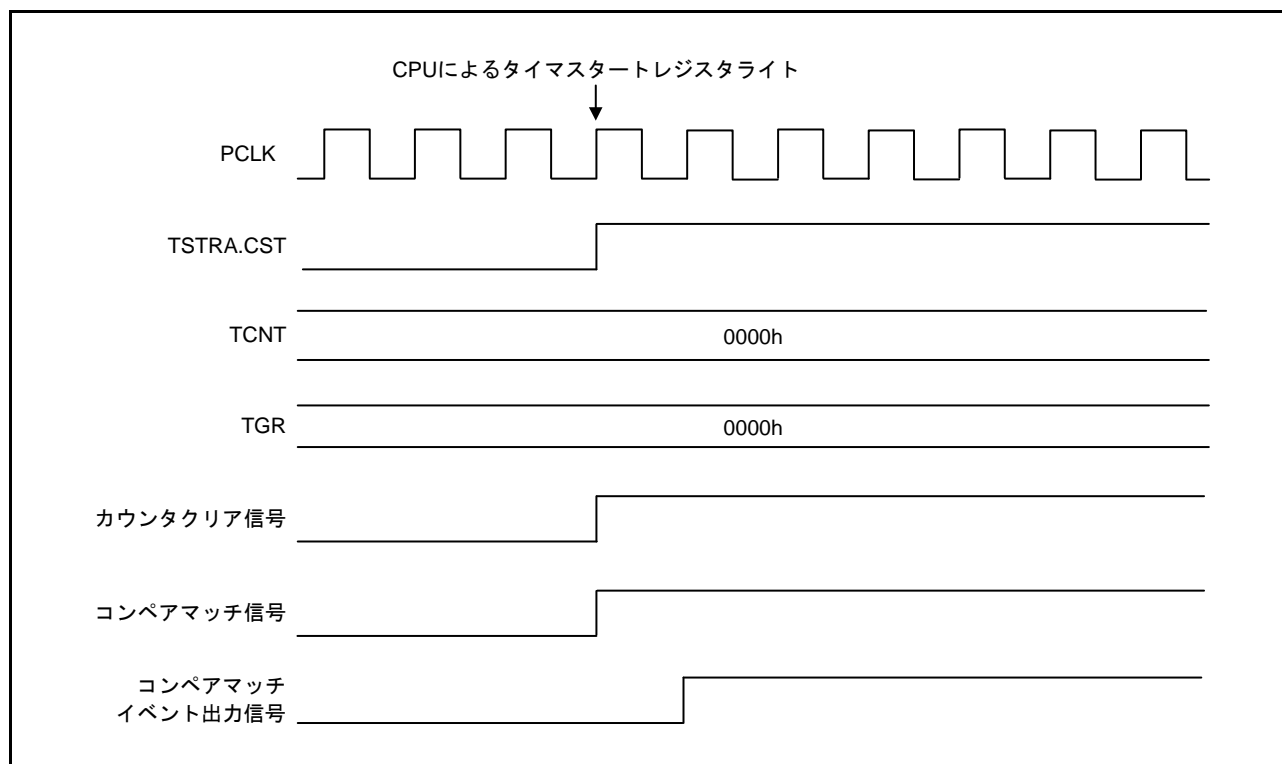 CPUによるタイマスタートレジスタライト
PCLK
TSTRA.CST
TCNT
0000h
TGR
0000h
カウンタクリア信号
コンペアマッチ信号
コンペアマッチ
イベント出力信号